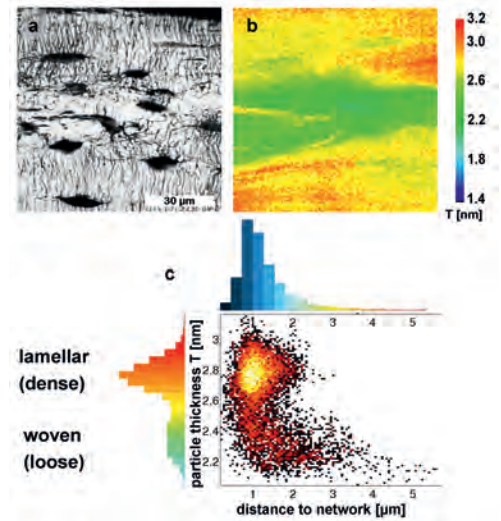 a
b
30 µm
3.2
3.0
2.6
2.2
1.8
1.4
T [nm]
c
1 2 3 4 5
lamellar
(dense)
woven
(loose)
particle thickness T [nm]
3
2.8
2.6
2.4
2.2
1 2 3 4 5
distance to network [µm]